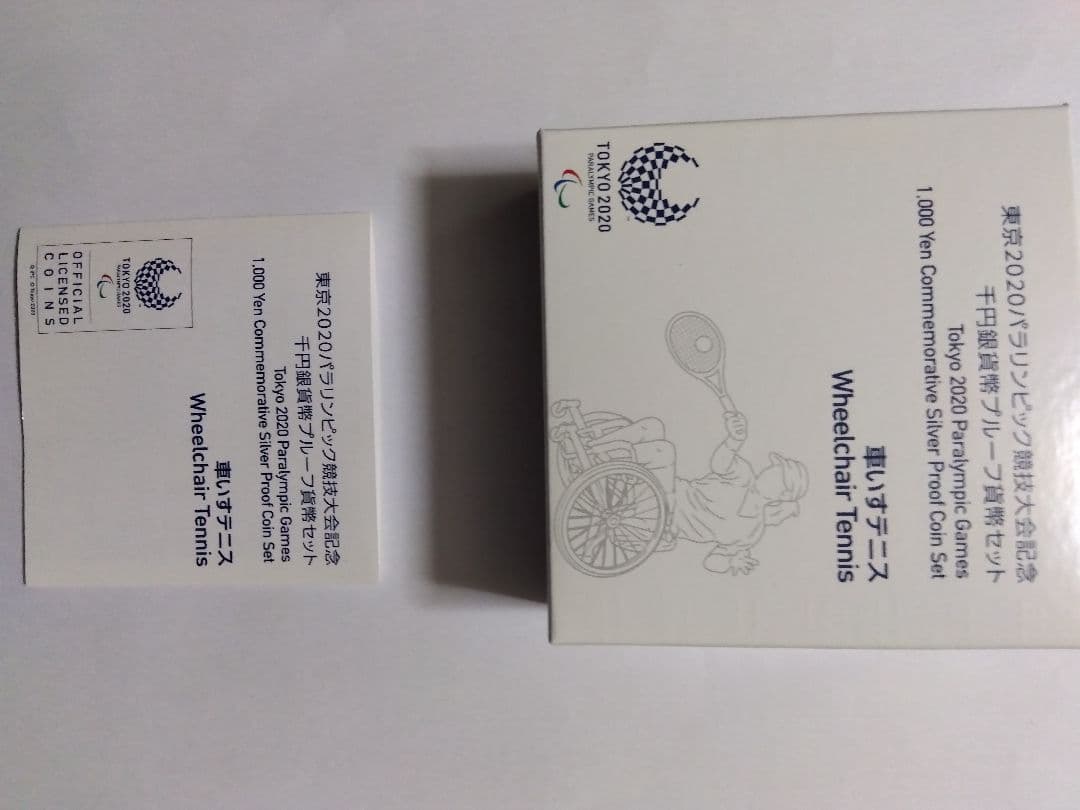 東京2020パラリンピック競技大会記念
千円銀貨幣プルーフ貨幣セット
Tokyo 2020 Paralympic Games
1,000 Yen Commemorative Silver Proof Coin Set
車いすテニス
Wheelchair Tennis
TOKYO 2020
PARALYMPIC GAMES
東京2020パラリンピック競技大会記念
千円銀貨幣プルーフ貨幣セット
Tokyo 2020 Paralympic Games
1,000 Yen Commemorative Silver Proof Coin Set
車いすテニス
Wheelchair Tennis
TOKYO 2020
PARALYMPIC GAMES
OFFICIAL
LICENSED
COINS